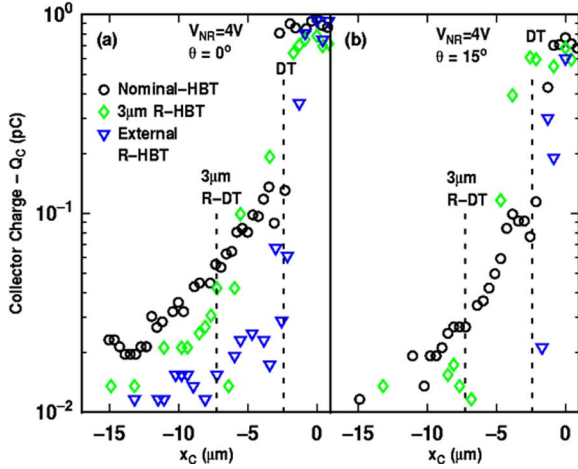 10⁰
(a)
V_NR=4V
θ = 0°
DT
Nominal−HBT
3μm R−HBT
External
R−HBT
3μm
R−DT
(b)
V_NR=4V
θ = 15°
DT
3μm
R−DT
Collector Charge − Q_C (pC)
10⁻¹
10⁻²
−15 −10 −5 0
x_C (μm)
−15 −10 −5 0
x_C (μm)